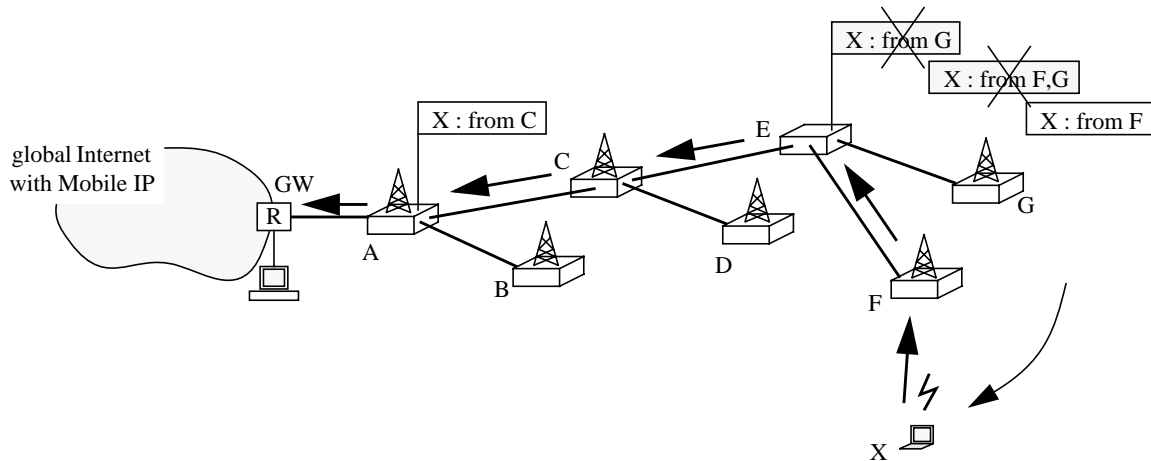 X : from G
X : from F,G
X : from C
X : from F
E
global Internet
with Mobile IP
C
GW
R
G
A
D
B
F
X